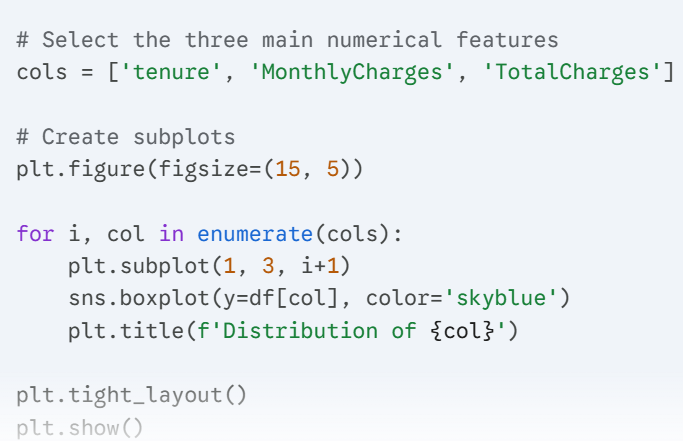 # Select the three main numerical features
cols = ['tenure', 'MonthlyCharges', 'TotalCharges']
# Create subplots
plt.figure(figsize=(15, 5))
for i, col in enumerate(cols):
    plt.subplot(1, 3, i+1)
    sns.boxplot(y=df[col], color='skyblue')
    plt.title(f'Distribution of {col}')
plt.tight_layout()
plt.show()